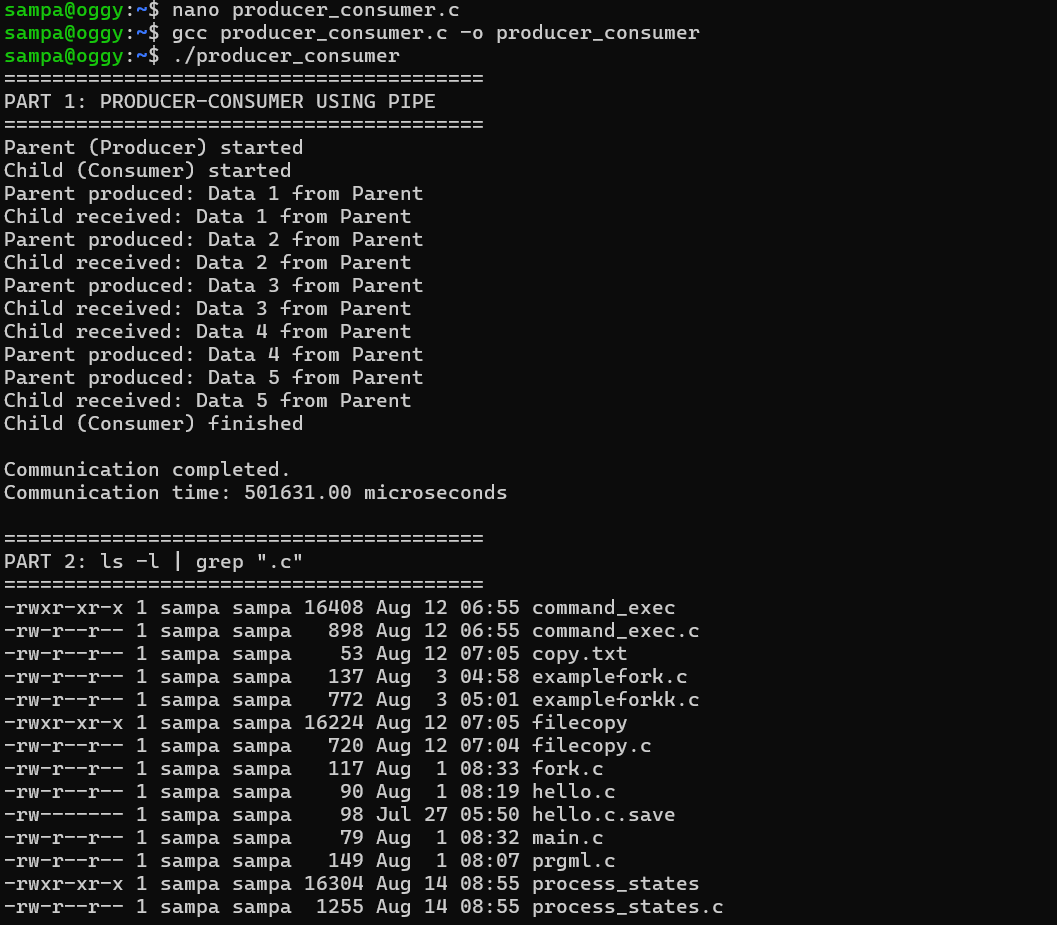 sampa@oggy:~$ nano producer_consumer.c
sampa@oggy:~$ gcc producer_consumer.c -o producer_consumer
sampa@oggy:~$ ./producer_consumer
========================================
PART 1: PRODUCER-CONSUMER USING PIPE
========================================
Parent (Producer) started
Child (Consumer) started
Parent produced: Data 1 from Parent
Child received: Data 1 from Parent
Parent produced: Data 2 from Parent
Child received: Data 2 from Parent
Parent produced: Data 3 from Parent
Child received: Data 3 from Parent
Child received: Data 4 from Parent
Parent produced: Data 4 from Parent
Parent produced: Data 5 from Parent
Child received: Data 5 from Parent
Child (Consumer) finished

Communication completed.
Communication time: 501631.00 microseconds

========================================
PART 2: ls -l | grep ".c"
========================================
-rwxr-xr-x 1 sampa sampa 16408 Aug 12 06:55 command_exec
-rw-r--r-- 1 sampa sampa   898 Aug 12 06:55 command_exec.c
-rw-r--r-- 1 sampa sampa    53 Aug 12 07:05 copy.txt
-rw-r--r-- 1 sampa sampa   137 Aug  3 04:58 examplefork.c
-rw-r--r-- 1 sampa sampa   772 Aug  3 05:01 exampleforkk.c
-rwxr-xr-x 1 sampa sampa 16224 Aug 12 07:05 filecopy
-rw-r--r-- 1 sampa sampa   720 Aug 12 07:04 filecopy.c
-rw-r--r-- 1 sampa sampa   117 Aug  1 08:33 fork.c
-rw-r--r-- 1 sampa sampa    90 Aug  1 08:19 hello.c
-rw------- 1 sampa sampa    98 Jul 27 05:50 hello.c.save
-rw-r--r-- 1 sampa sampa    79 Aug  1 08:32 main.c
-rw-r--r-- 1 sampa sampa   149 Aug  1 08:07 prgml.c
-rwxr-xr-x 1 sampa sampa 16304 Aug 14 08:55 process_states
-rw-r--r-- 1 sampa sampa  1255 Aug 14 08:55 process_states.c